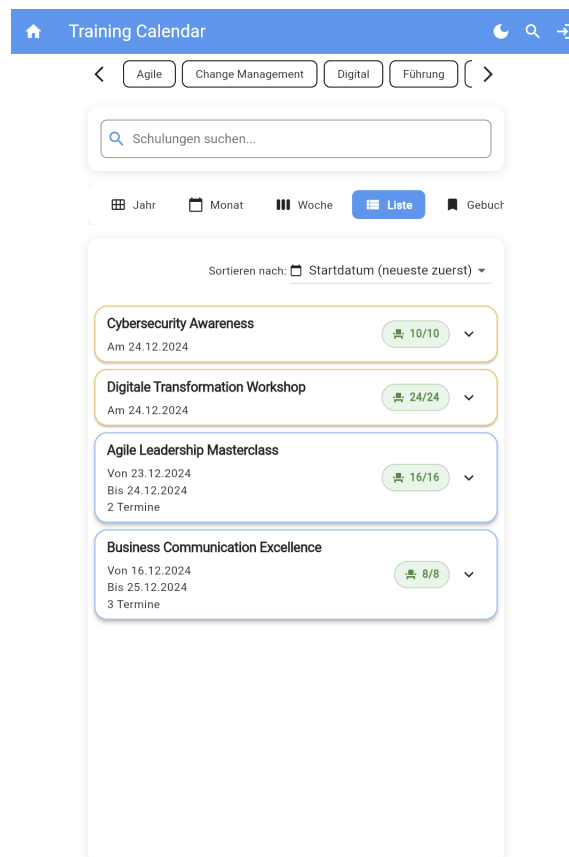 Training Calendar
Agile
Change Management
Digital
Führung
Schulungen suchen...
Jahr
Monat
Woche
Liste
Gebuch
Sortieren nach:
Startdatum (neueste zuerst)
Cybersecurity Awareness
Am 24.12.2024
10/10
Digitale Transformation Workshop
Am 24.12.2024
24/24
Agile Leadership Masterclass
Von 23.12.2024
Bis 24.12.2024
2 Termine
16/16
Business Communication Excellence
Von 16.12.2024
Bis 25.12.2024
3 Termine
8/8